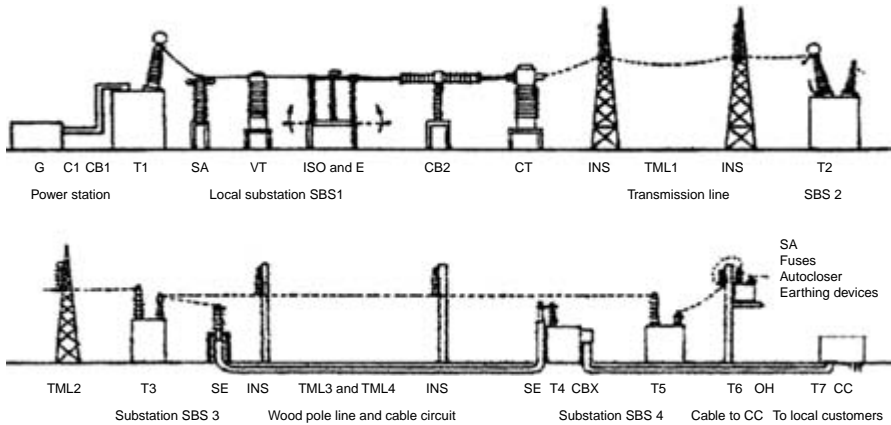 G C1 CB1 T1 SA VT ISO and E CB2 CT INS TML1 INS T2
Power station Local substation SBS1 Transmission line SBS 2
SA
Fuses
Autocloser
Earthing devices
TML2 T3 SE INS TML3 and TML4 INS SE T4 CBX T5 T6 OH T7 CC
Substation SBS 3 Wood pole line and cable circuit Substation SBS 4 Cable to CC To local customers